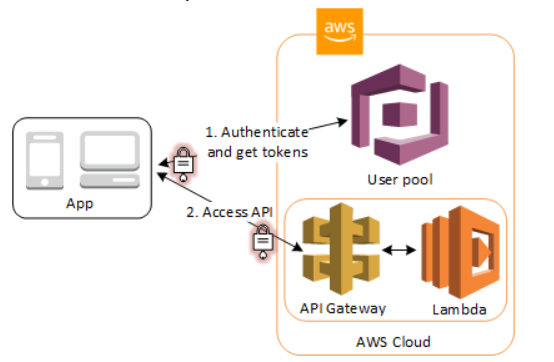 aws
1. Authenticate
and get tokens
User pool
App
2. Access API
API Gateway
Lambda
AWS Cloud